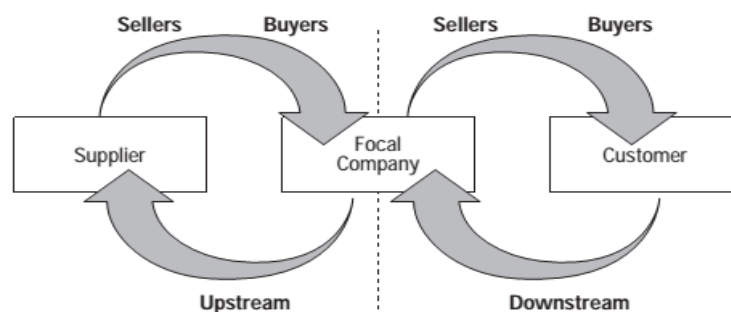 Sellers Buyers Sellers Buyers
Supplier
Focal
Company
Customer
Upstream Downstream